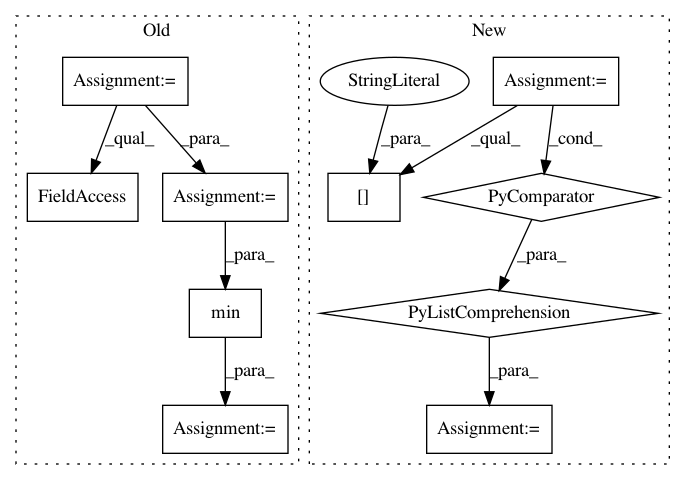 Old
New
Assignment:=
StringLiteral
Assignment:=
_qual_
_para_
_para_
_qual_
_cond_
FieldAccess
Assignment:=
[]
PyComparator
_para_
_para_
min
PyListComprehension
_para_
_para_
Assignment:=
Assignment:=